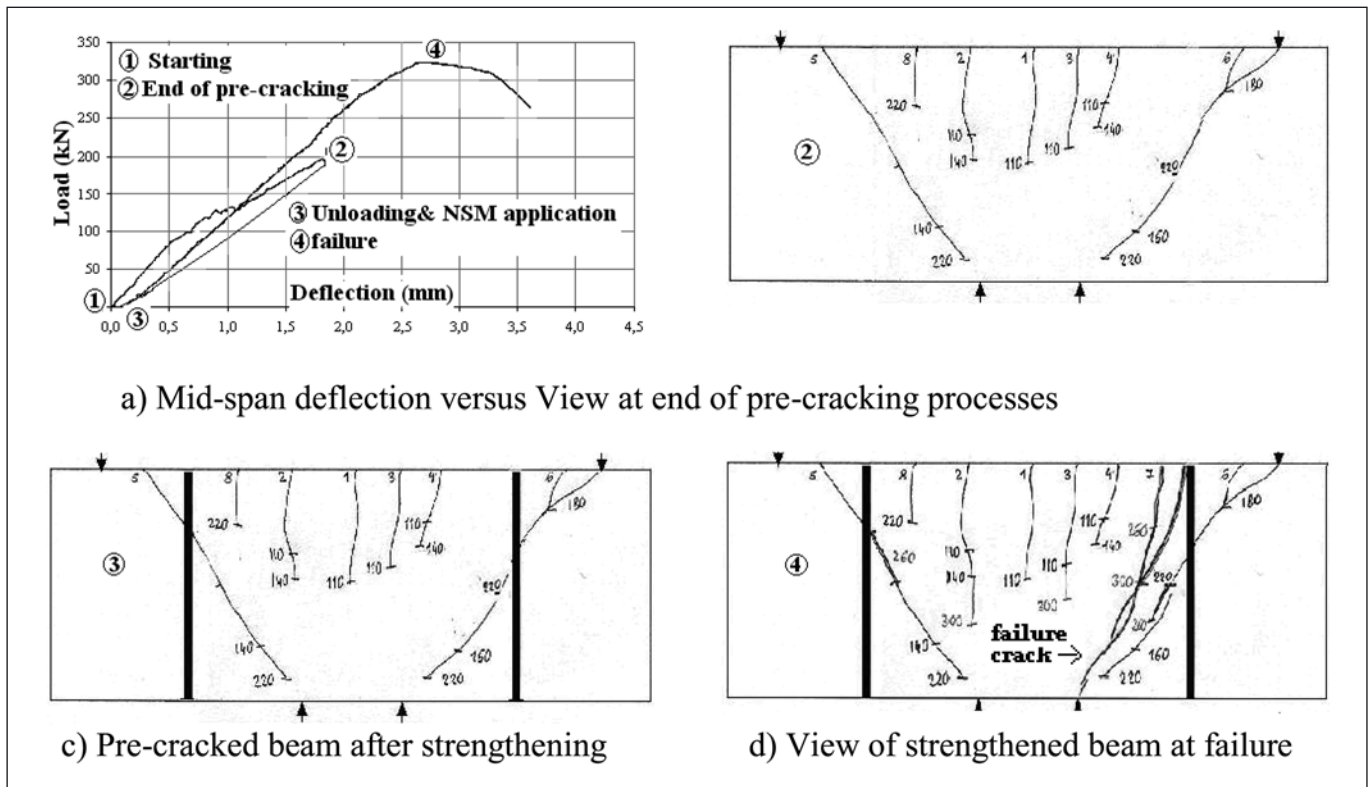 350
300
250
200
150
100
50
0
Load (kN)
① Starting
② End of pre-cracking
④
②
③ Unloading& NSM application
④ failure
Deflection (mm)
①
③
0,0 0,5 1,0 1,5 2,0 2,5 3,0 3,5 4,0 4,5
5 8 2 1 3 4 6
180
220 110 140 110 110 110 140
②
220
140 150
220 220
a) Mid-span deflection versus View at end of pre-cracking processes
5 8 2 1 3 4 6
180
220 110 140 110 110 110 140
③
220
140 150
220 220
5 8 2 1 3 4 7 6
180
220 260 110 140 110 110 110 140 260
④
300 220
300 300
failure
crack →
140 160
220 220
c) Pre-cracked beam after strengthening
d) View of strengthened beam at failure